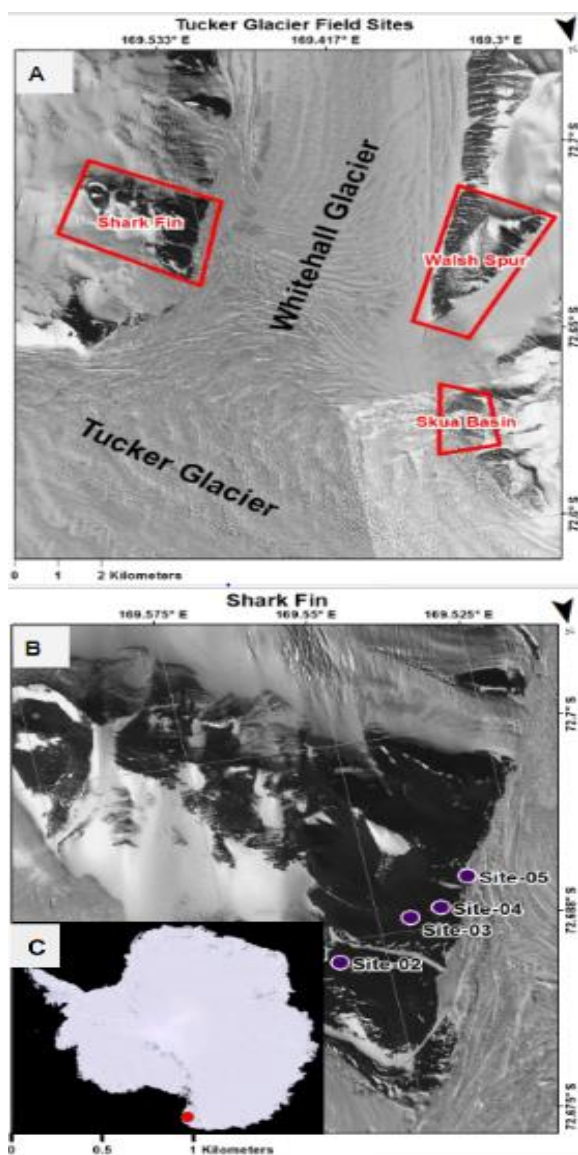 Tucker Glacier Field Sites
169.533° E 169.417° E 169.3° E
A
72.7° S
Shark Fin
Whitehall Glacier
Walsh Spur
72.65° S
Skua Basin
Tucker Glacier
72.6° S
0 1 2 Kilometers
Shark Fin
169.575° E 169.55° E 169.525° E
B
72.7° S
Site-05
Site-04
72.688° S
Site-03
C
Site-02
72.675° S
0 0.5 1 Kilometers